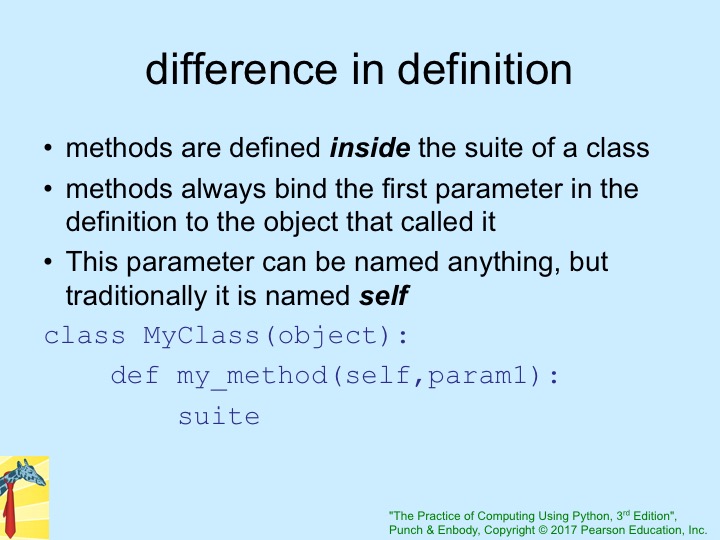 difference in definition
• methods are defined inside the suite of a class
• methods always bind the first parameter in the
definition to the object that called it
• This parameter can be named anything, but
traditionally it is named self
class MyClass(object):
    def my_method(self,param1):
        suite
"The Practice of Computing Using Python, 3rd Edition",
Punch & Enbody, Copyright © 2017 Pearson Education, Inc.